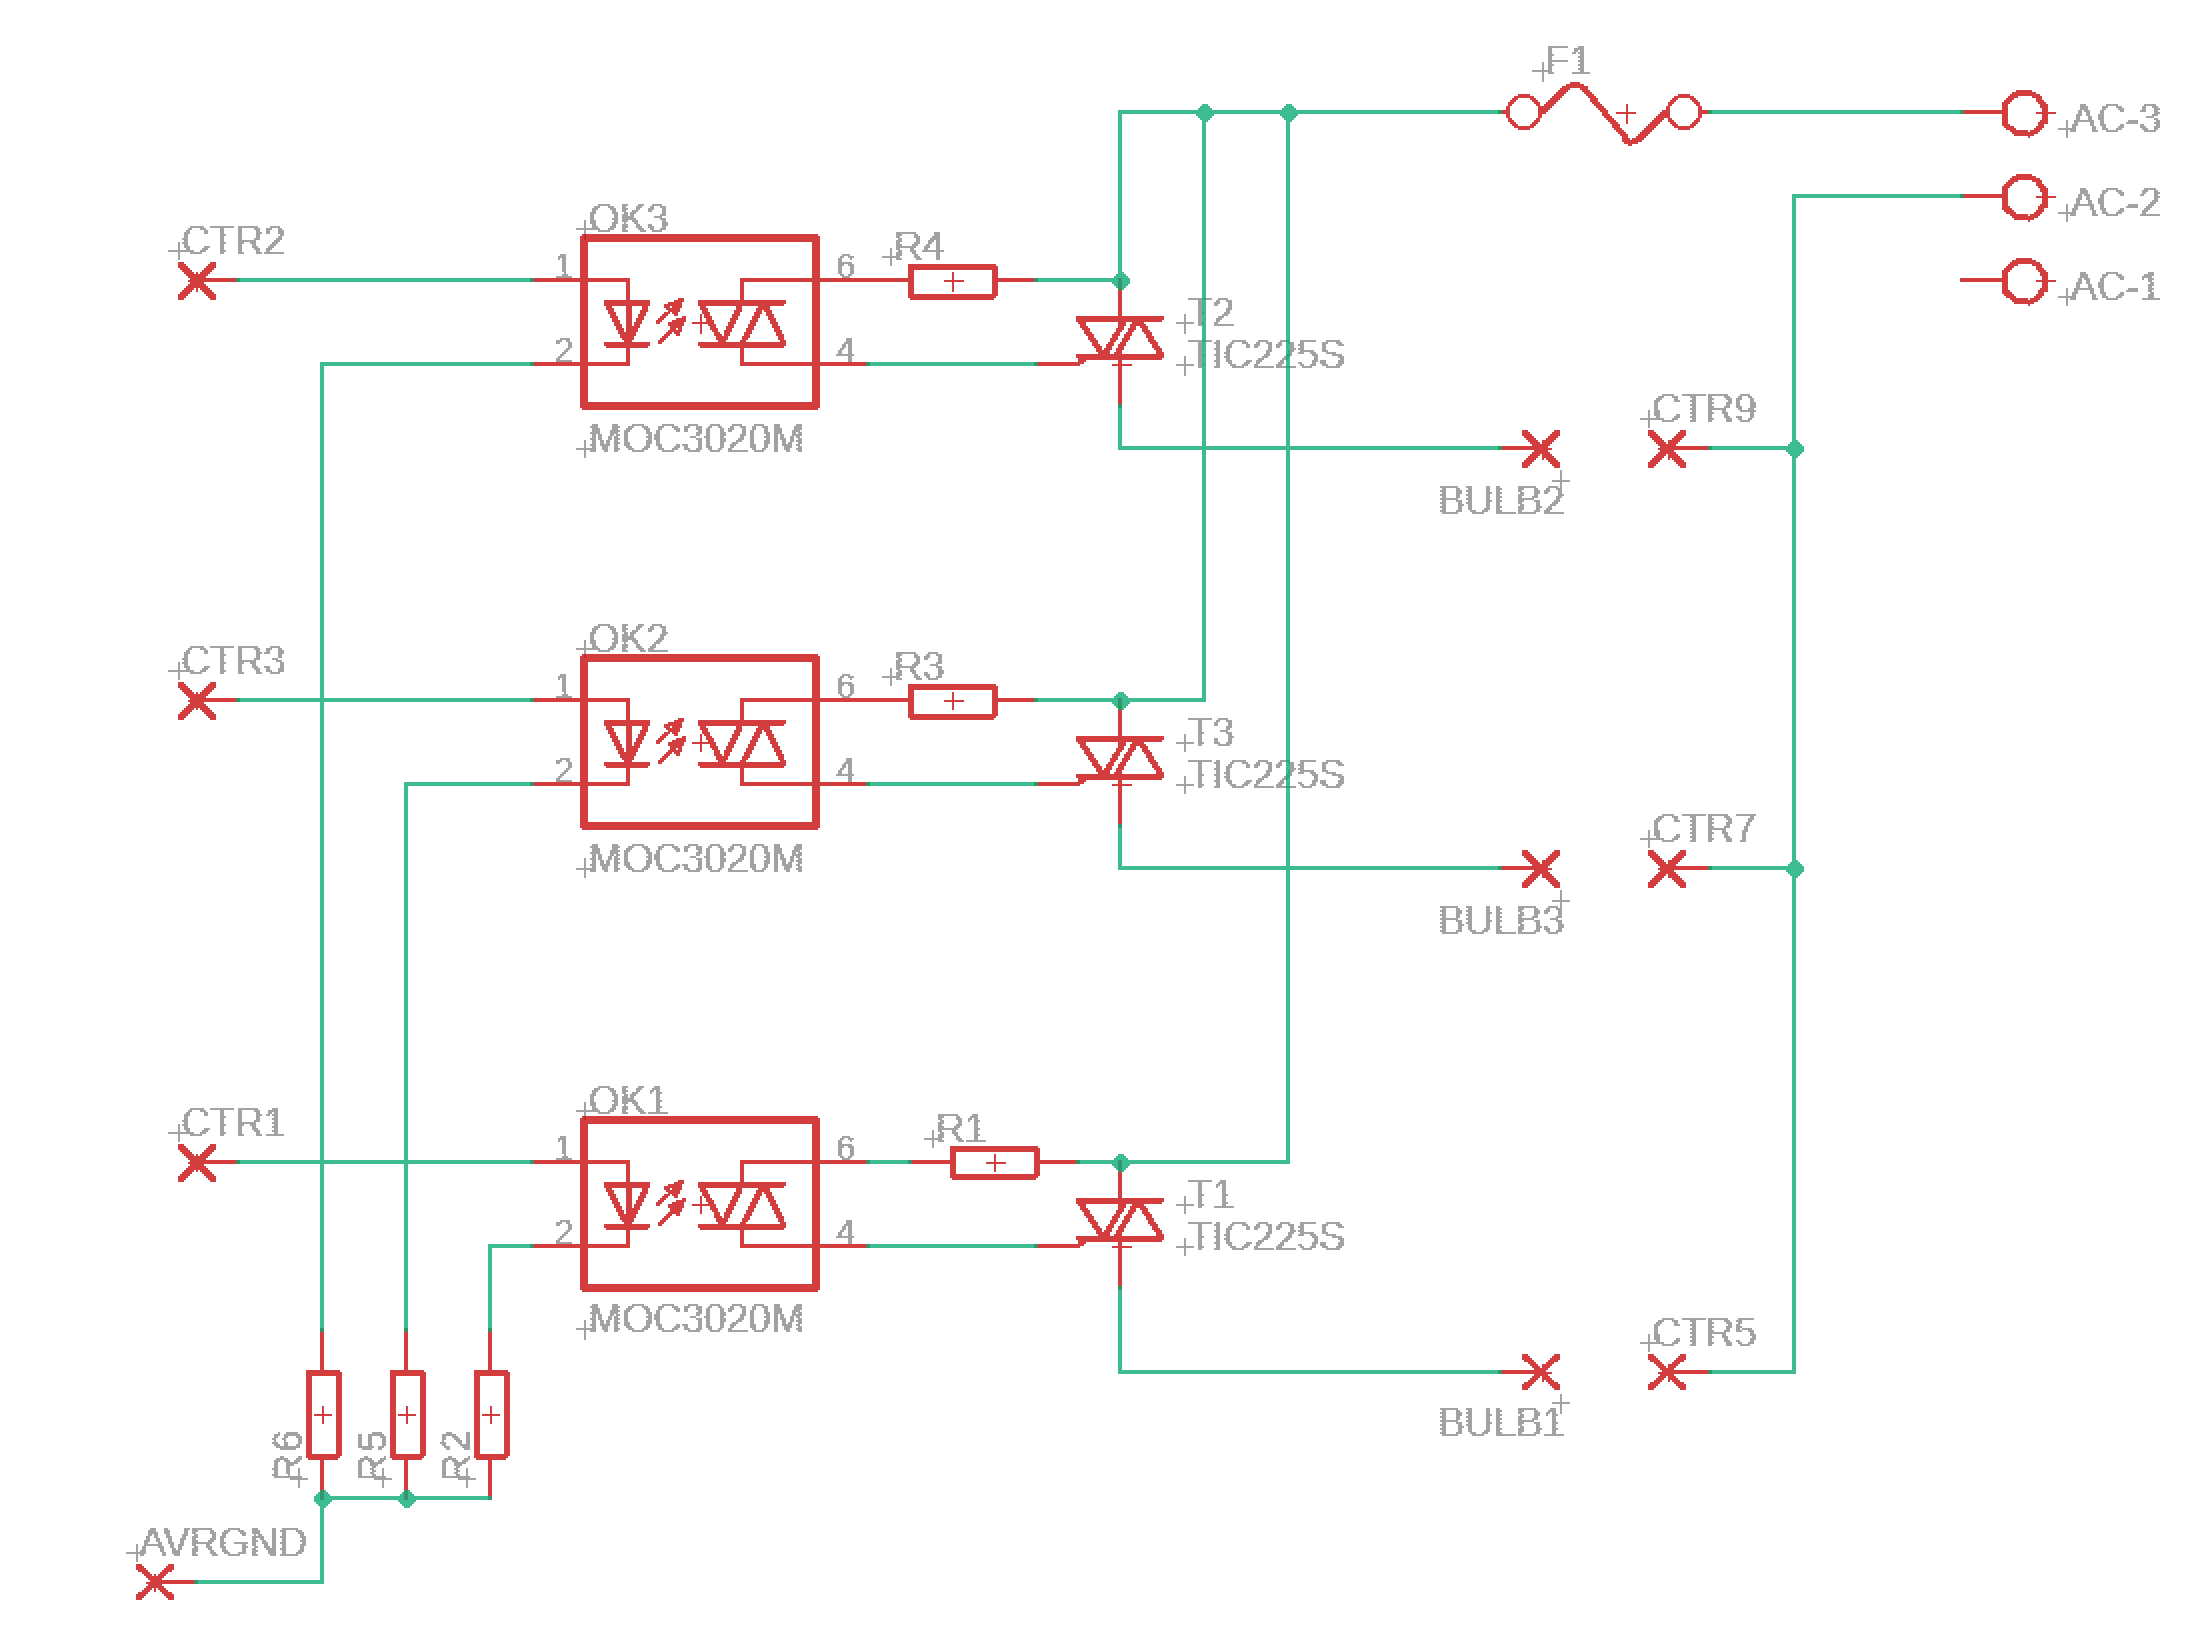 F1
AC-3
AC-2
AC-1
CTR2
OK3
1
6
2
4
MOC3020M
R4
T2
TIC225S
BULB2
CTR9
CTR3
OK2
1
6
2
4
MOC3020M
R3
T3
TIC225S
BULB3
CTR7
CTR1
OK1
1
6
2
4
MOC3020M
R1
T1
TIC225S
BULB1
CTR5
R6
R5
R2
AVRGND